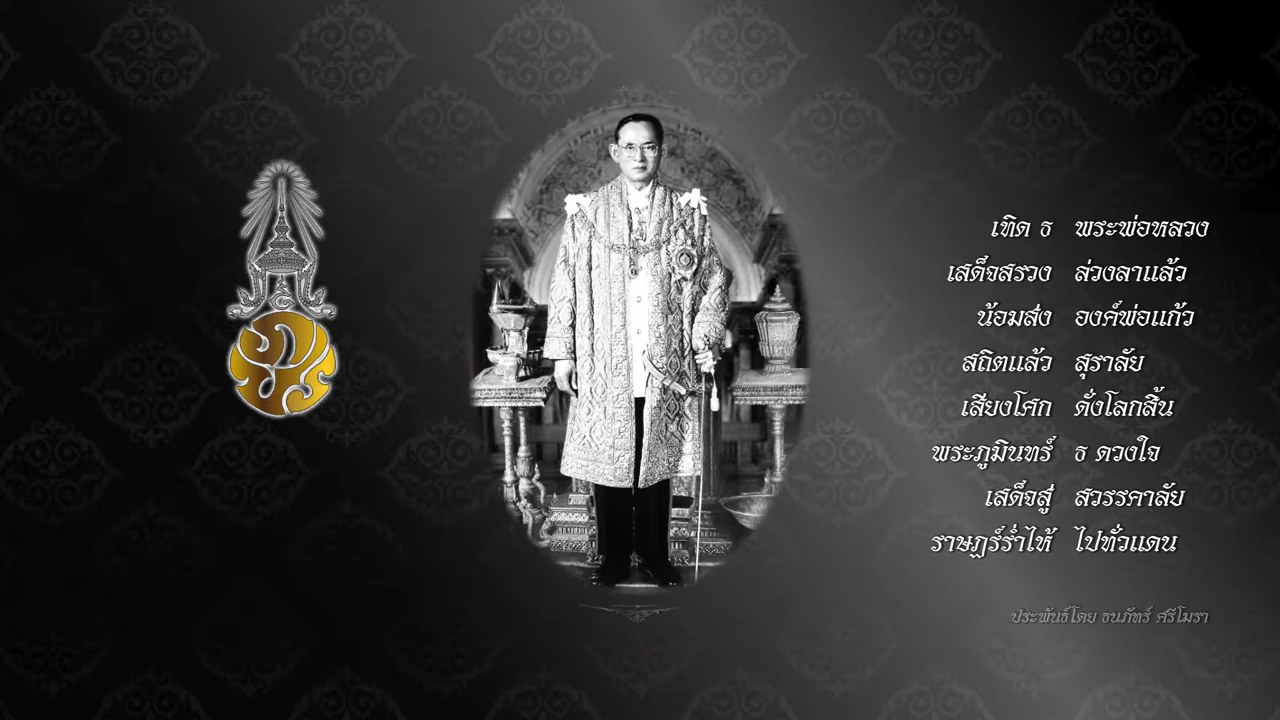 เทิด ธ พระพ่อหลวง
เสด็จสรวง ล่วงลาแล้ว
น้อมส่ง องค์พ่อแก้ว
สถิตแล้ว สุราลัย
เสียงโศก ดั่งโลกสิ้น
พระภูมินทร์ ธ ดวงใจ
เสด็จสู่ สวรรคาลัย
ราษฎร์ร่ำไห้ ไปทั่วแดน
ประพันธ์โดย ธนภัทร์ ศรีโมรา